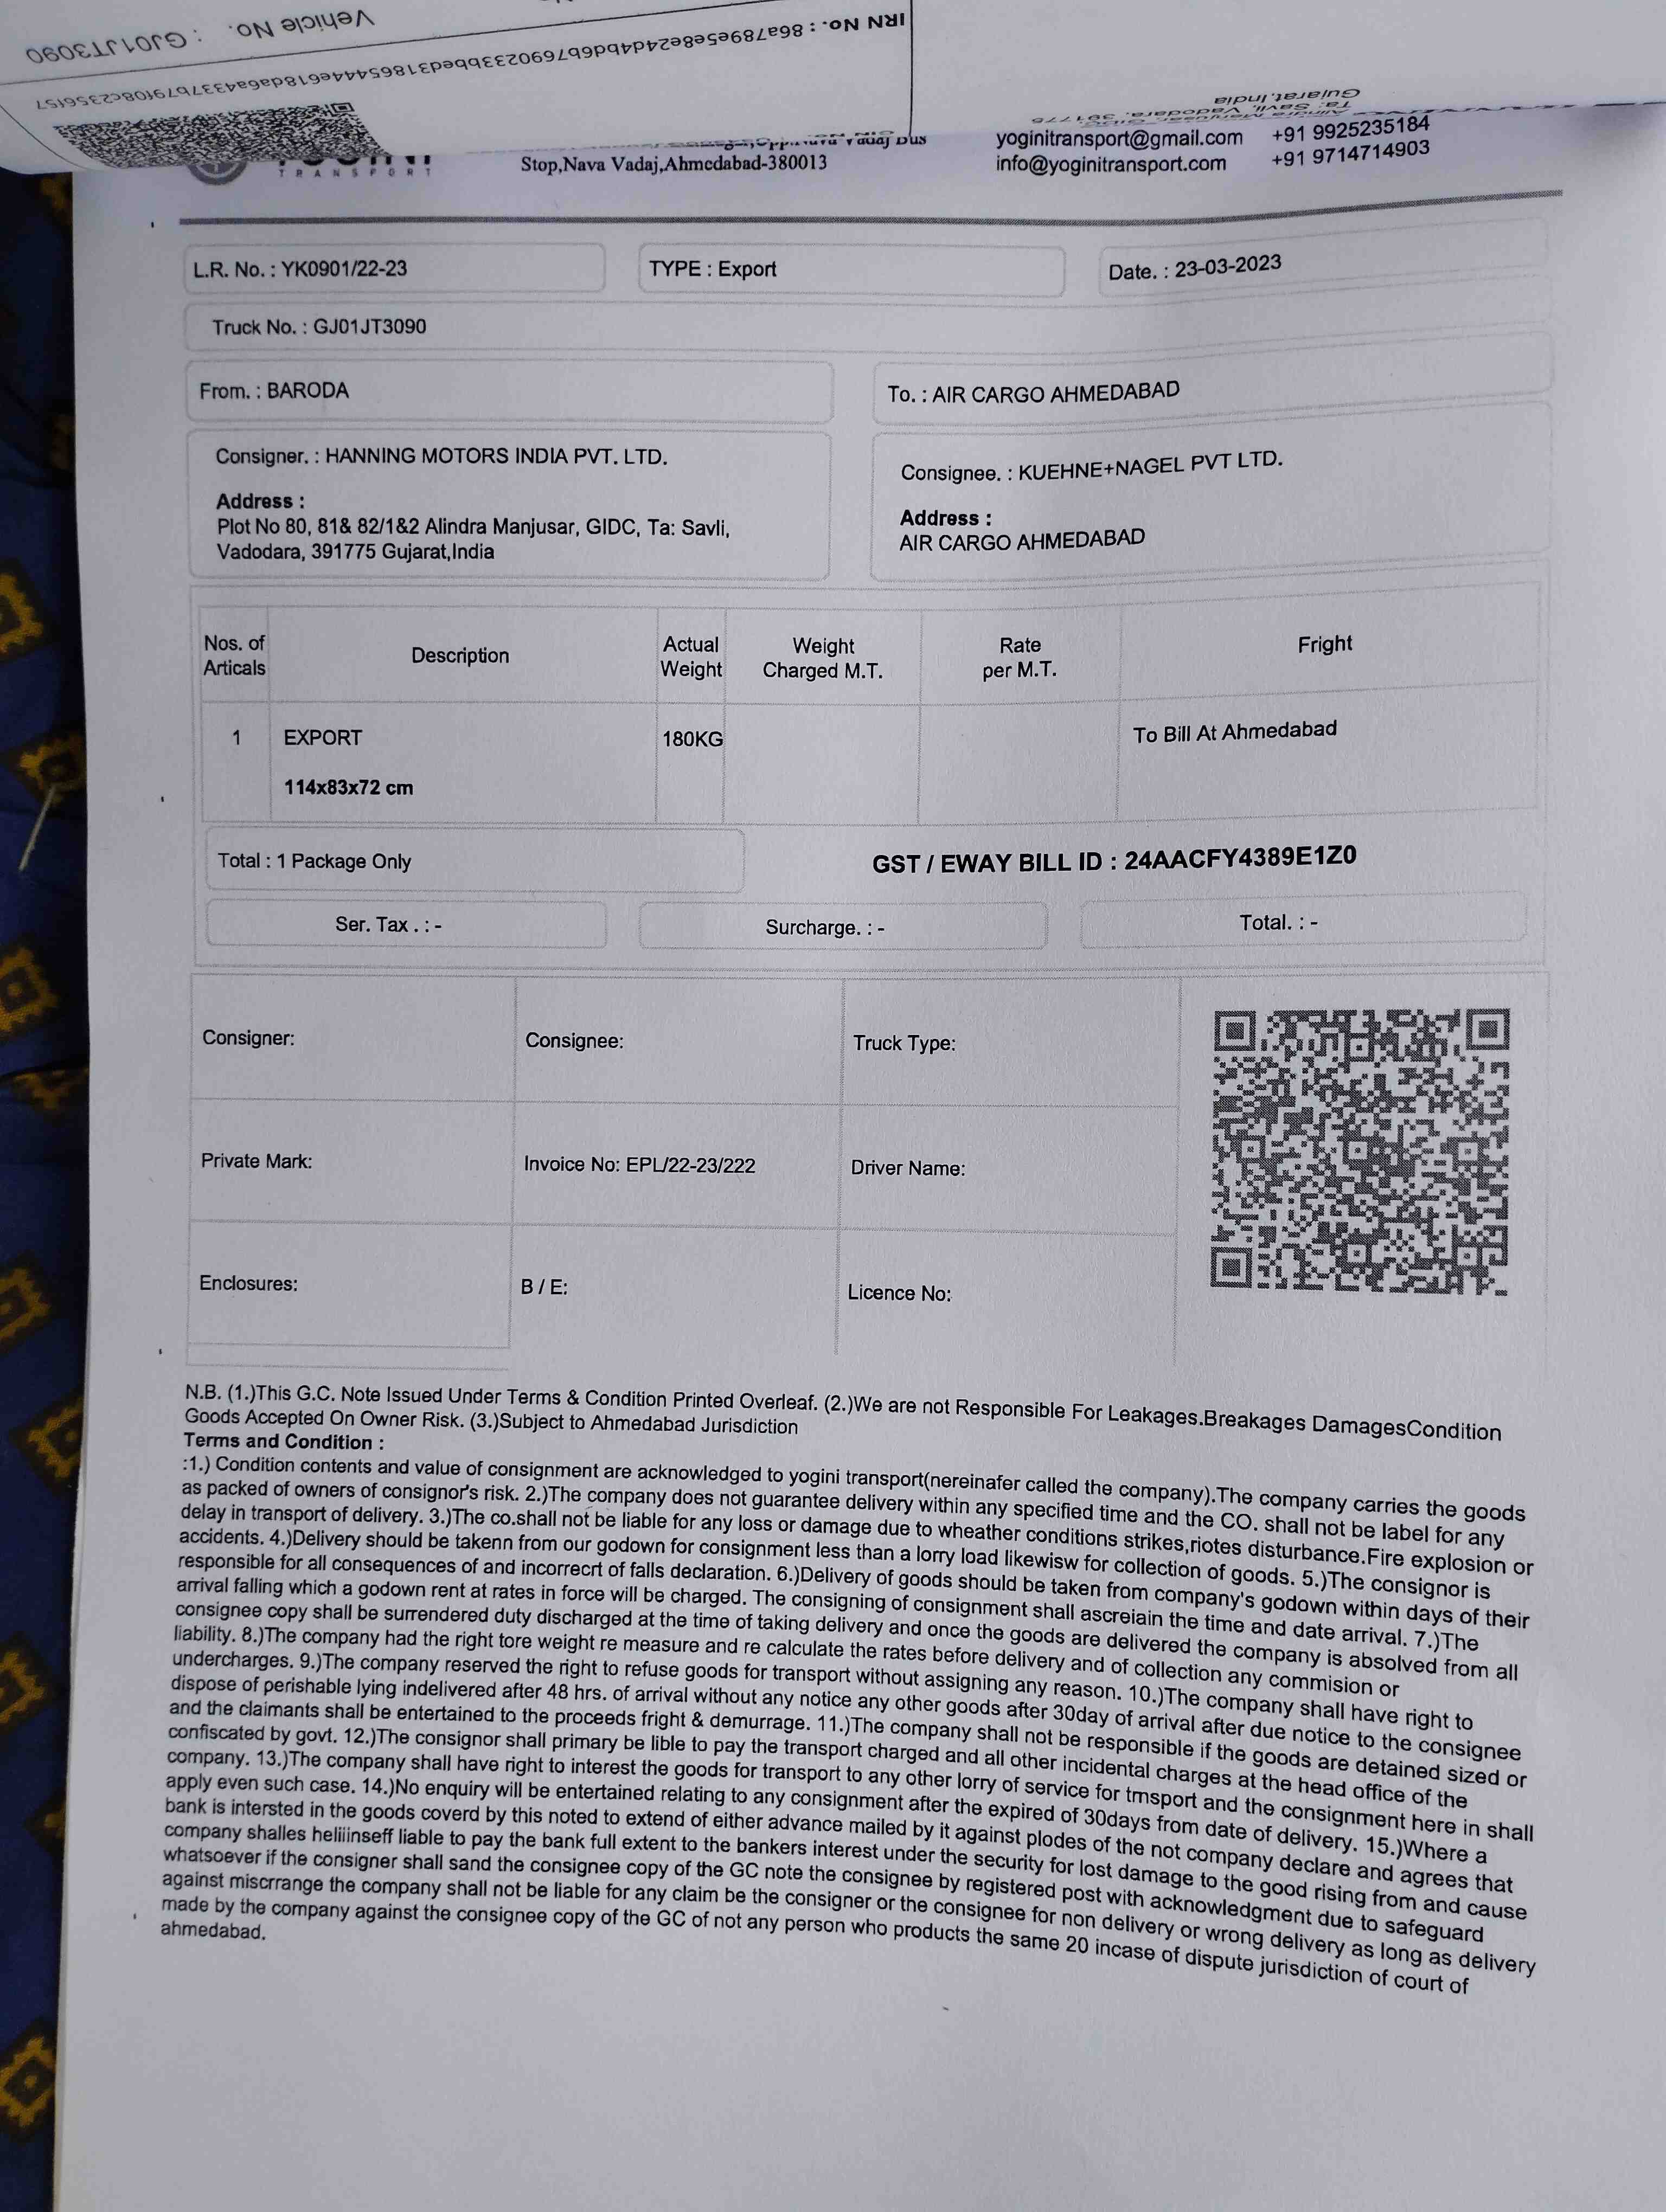 Vehicle No. : GJ01JT3090
IRN No. :
Gujarat, India
TRANSPORT
Stop,Nava Vadaj,Ahmedabad-380013
yoginitransport@gmail.com
info@yoginitransport.com
+91 9925235184
+91 9714714903
L.R. No. : YK0901/22-23
TYPE : Export
Date. : 23-03-2023
Truck No. : GJ01JT3090
From. : BARODA
To. : AIR CARGO AHMEDABAD
Consigner. : HANNING MOTORS INDIA PVT. LTD.
Address :
Plot No 80, 81& 82/1&2 Alindra Manjusar, GIDC, Ta: Savli,
Vadodara, 391775 Gujarat,India
Consignee. : KUEHNE+NAGEL PVT LTD.
Address :
AIR CARGO AHMEDABAD
Nos. of Articals
Description
Actual Weight
Weight Charged M.T.
Rate per M.T.
Fright
1
EXPORT
114x83x72 cm
180KG
To Bill At Ahmedabad
Total : 1 Package Only
GST / EWAY BILL ID : 24AACFY4389E1Z0
Ser. Tax . : -
Surcharge. : -
Total. : -
Consigner:
Consignee:
Truck Type:
Private Mark:
Invoice No: EPL/22-23/222
Driver Name:
Enclosures:
B / E:
Licence No:
N.B. (1.)This G.C. Note Issued Under Terms & Condition Printed Overleaf. (2.)We are not Responsible For Leakages.Breakages DamagesCondition
Goods Accepted On Owner Risk. (3.)Subject to Ahmedabad Jurisdiction
Terms and Condition :
:1.) Condition contents and value of consignment are acknowledged to yogini transport(nereinafer called the company).The company carries the goods
as packed of owners of consignor's risk. 2.)The company does not guarantee delivery within any specified time and the CO. shall not be label for any
delay in transport of delivery. 3.)The co.shall not be liable for any loss or damage due to wheather conditions strikes,riotes disturbance.Fire explosion or
accidents. 4.)Delivery should be takenn from our godown for consignment less than a lorry load likewisw for collection of goods. 5.)The consignor is
responsible for all consequences of and incorrecrt of falls declaration. 6.)Delivery of goods should be taken from company's godown within days of their
arrival falling which a godown rent at rates in force will be charged. The consigning of consignment shall ascreiain the time and date arrival. 7.)The
consignee copy shall be surrendered duty discharged at the time of taking delivery and once the goods are delivered the company is absolved from all
liability. 8.)The company had the right tore weight re measure and re calculate the rates before delivery and of collection any commision or
undercharges. 9.)The company reserved the right to refuse goods for transport without assigning any reason. 10.)The company shall have right to
dispose of perishable lying indelivered after 48 hrs. of arrival without any notice any other goods after 30day of arrival after due notice to the consignee
and the claimants shall be entertained to the proceeds fright & demurrage. 11.)The company shall not be responsible if the goods are detained sized or
confiscated by govt. 12.)The consignor shall primary be lible to pay the transport charged and all other incidental charges at the head office of the
company. 13.)The company shall have right to interest the goods for transport to any other lorry of service for trnsport and the consignment here in shall
apply even such case. 14.)No enquiry will be entertained relating to any consignment after the expired of 30days from date of delivery. 15.)Where a
bank is intersted in the goods coverd by this noted to extend of either advance mailed by it against plodes of the not company declare and agrees that
company shalles heliiinseff liable to pay the bank full extent to the bankers interest under the security for lost damage to the good rising from and cause
whatsoever if the consigner shall sand the consignee copy of the GC note the consignee by registered post with acknowledgment due to safeguard
against miscrrange the company shall not be liable for any claim be the consigner or the consignee for non delivery or wrong delivery as long as delivery
made by the company against the consignee copy of the GC of not any person who products the same 20 incase of dispute jurisdiction of court of
ahmedabad.